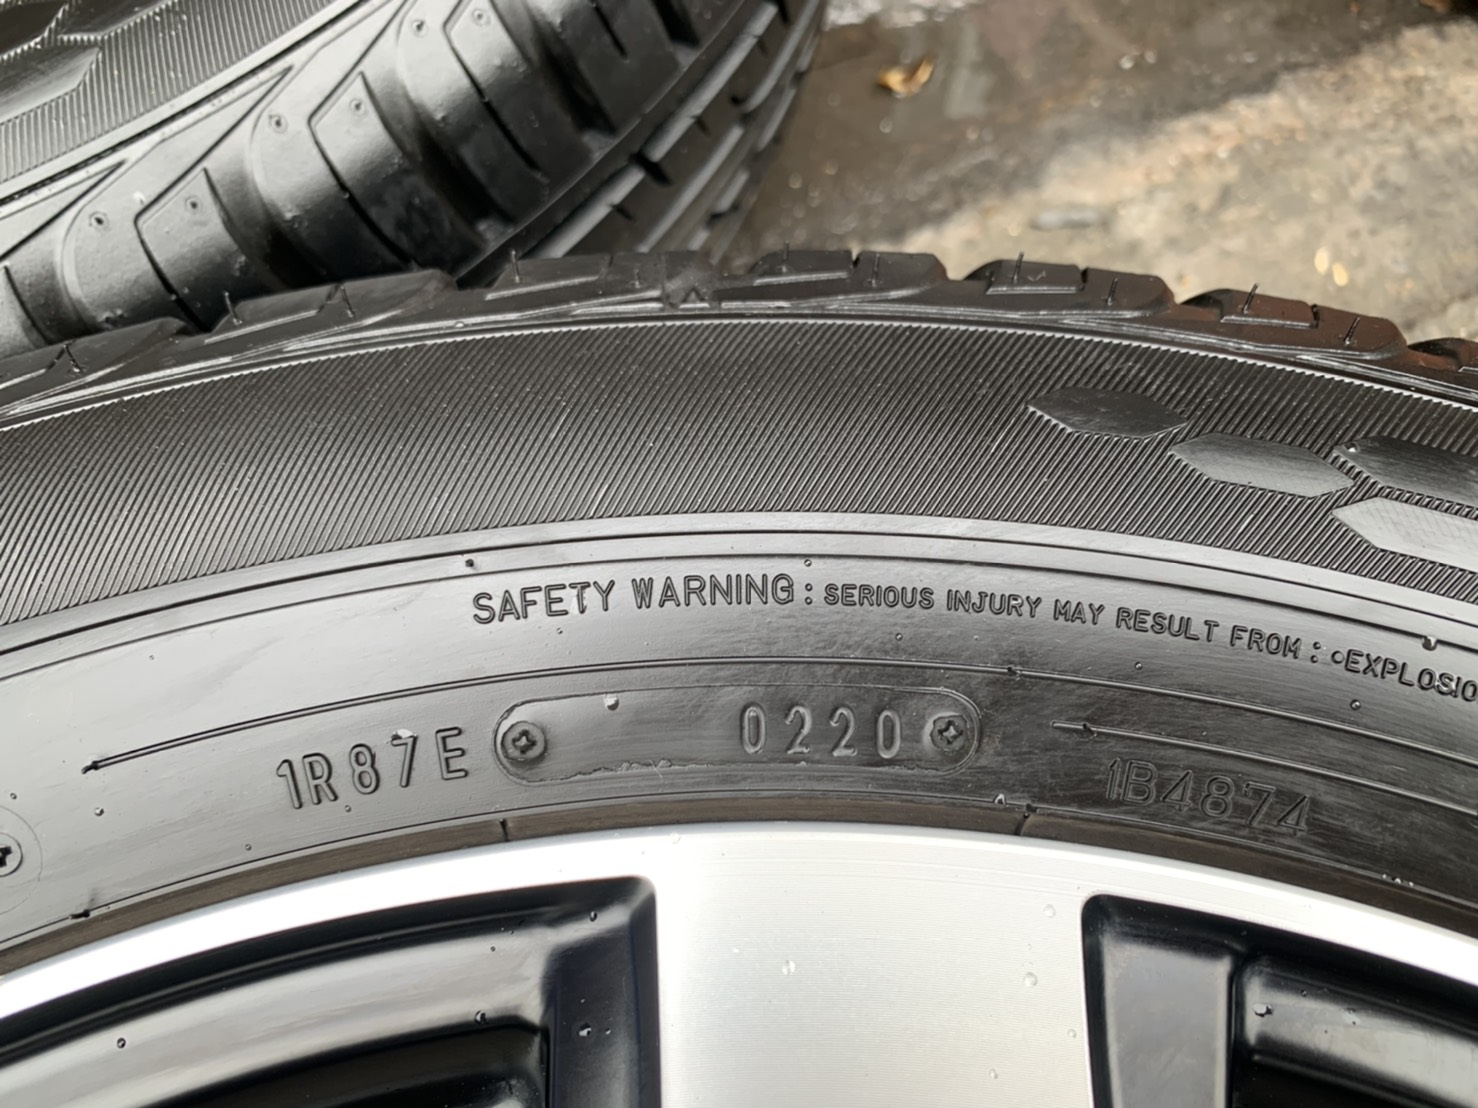 SAFETY WARNING : SERIOUS INJURY MAY RESULT FROM : •EXPLOSIO
1R87E 0220
1B4874